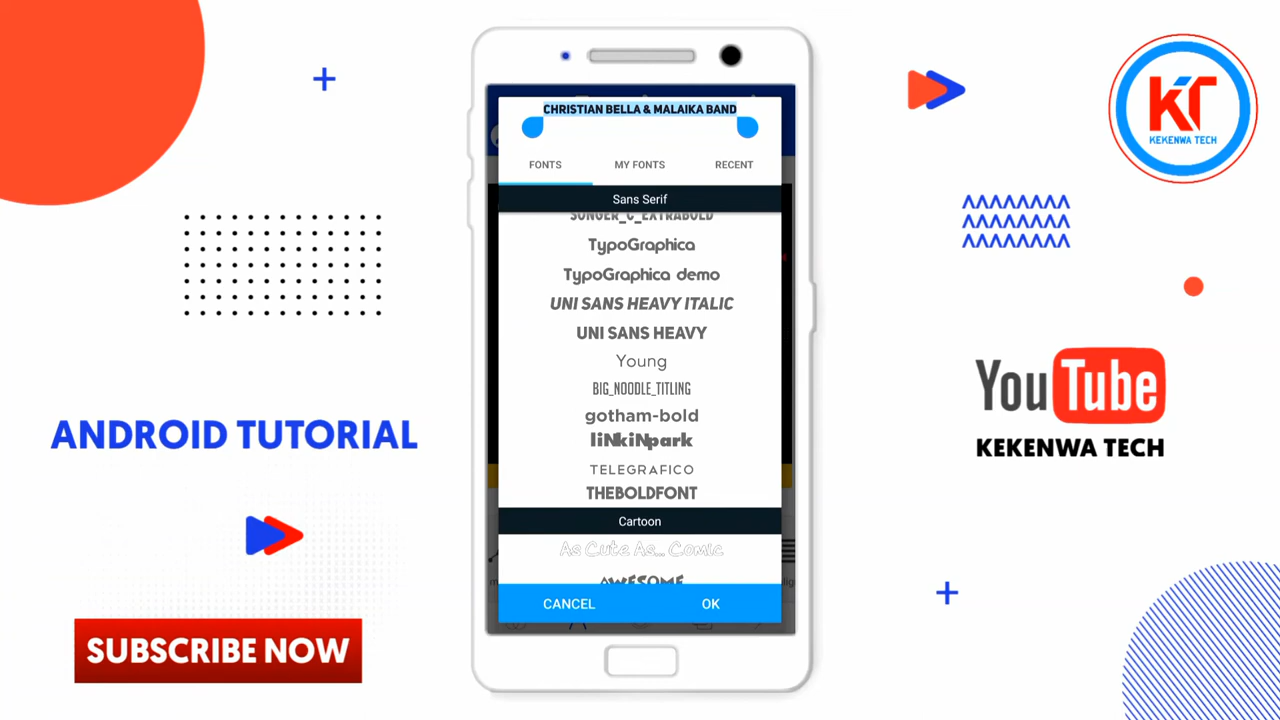 CHRISTIAN BELLA & MALAIKA BAND
FONTS
MY FONTS
RECENT
Sans Serif
SONGER_C_EXTRABOLD
TypoGraphica
TypoGraphica demo
UNI SANS HEAVY ITALIC
UNI SANS HEAVY
Young
BIG_NOODLE_TITLING
gotham-bold
liNkiNpark
TELEGRAFICO
THEBOLDFONT
Cartoon
As Cute As... Comic
AWESOME
CANCEL
OK
ANDROID TUTORIAL
SUBSCRIBE NOW
KT
KEKENWA TECH
YouTube
KEKENWA TECH